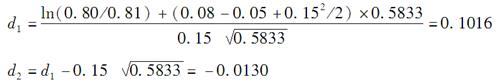 d₁ = (ln(0.80/0.81) + (0.08 − 0.05 + 0.15²/2) × 0.5833) / (0.15 √0.5833) = 0.1016
d₂ = d₁ − 0.15 √0.5833 = −0.0130